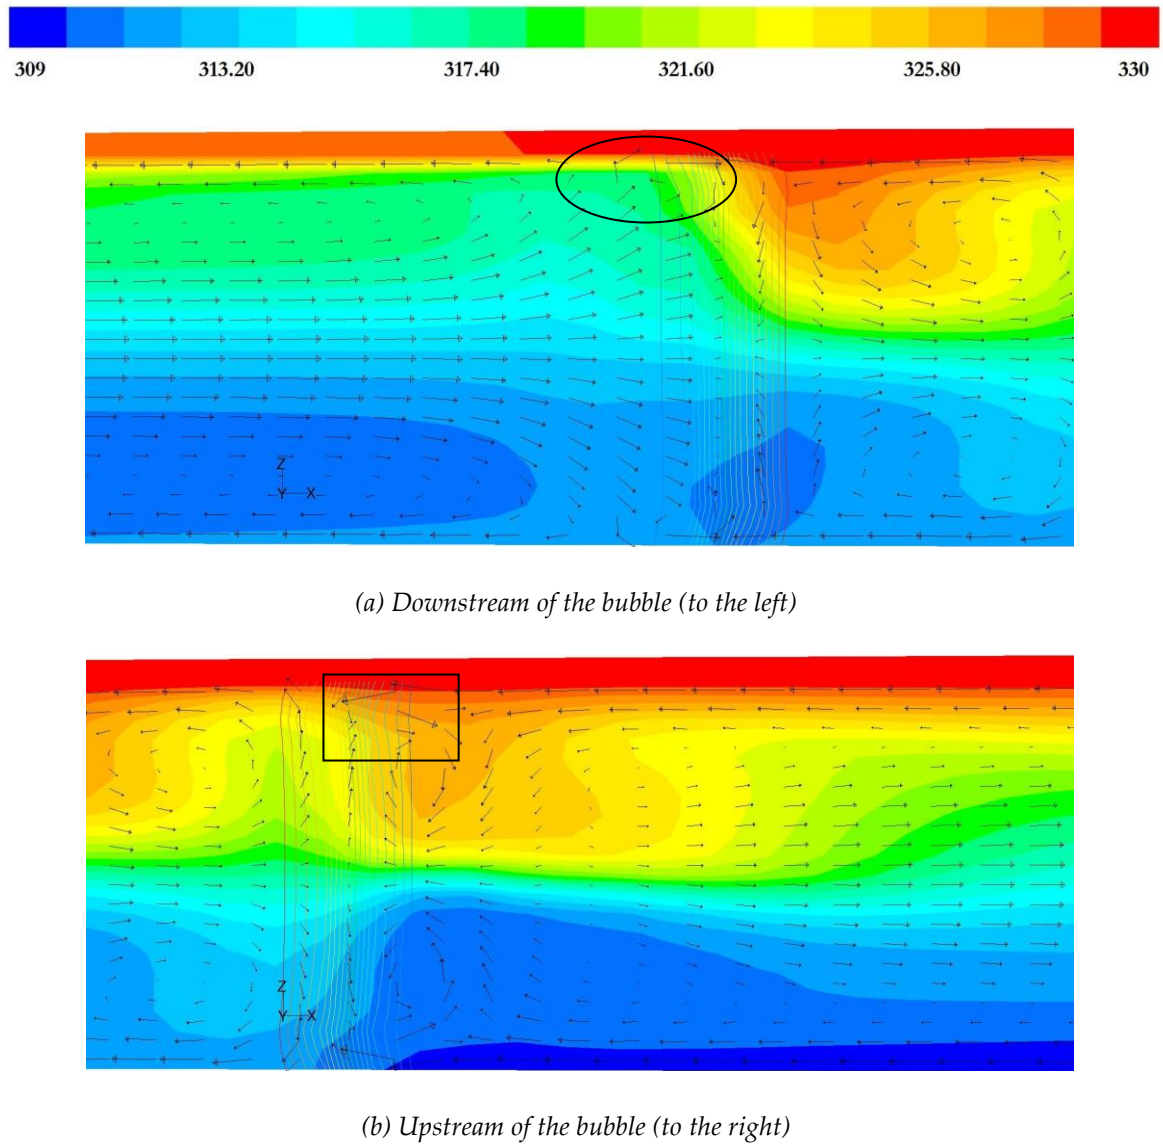 309 313.20 317.40 321.60 325.80 330
Z
Y X
(a) Downstream of the bubble (to the left)
Z
Y X
(b) Upstream of the bubble (to the right)